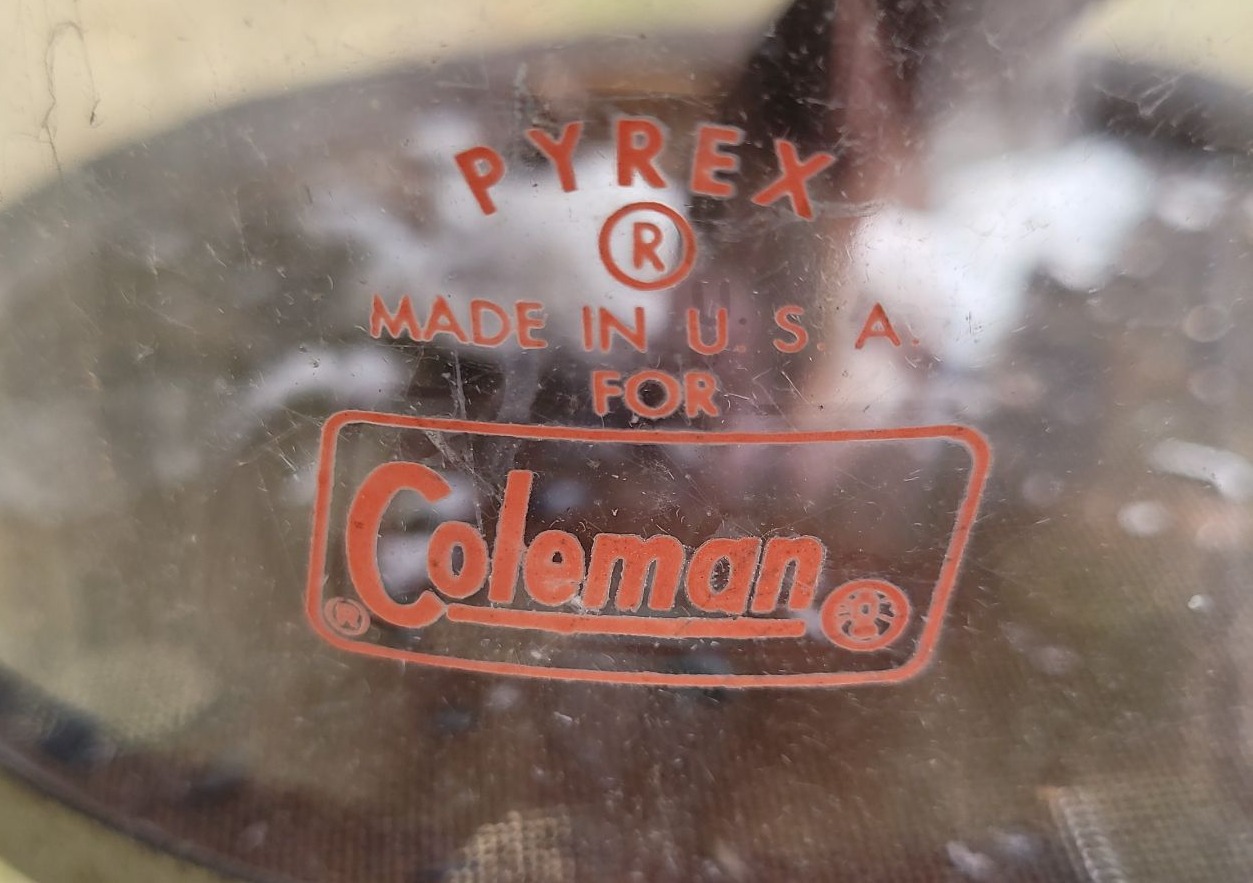 PYREX
®
MADE IN U. S. A.
FOR
Coleman
®